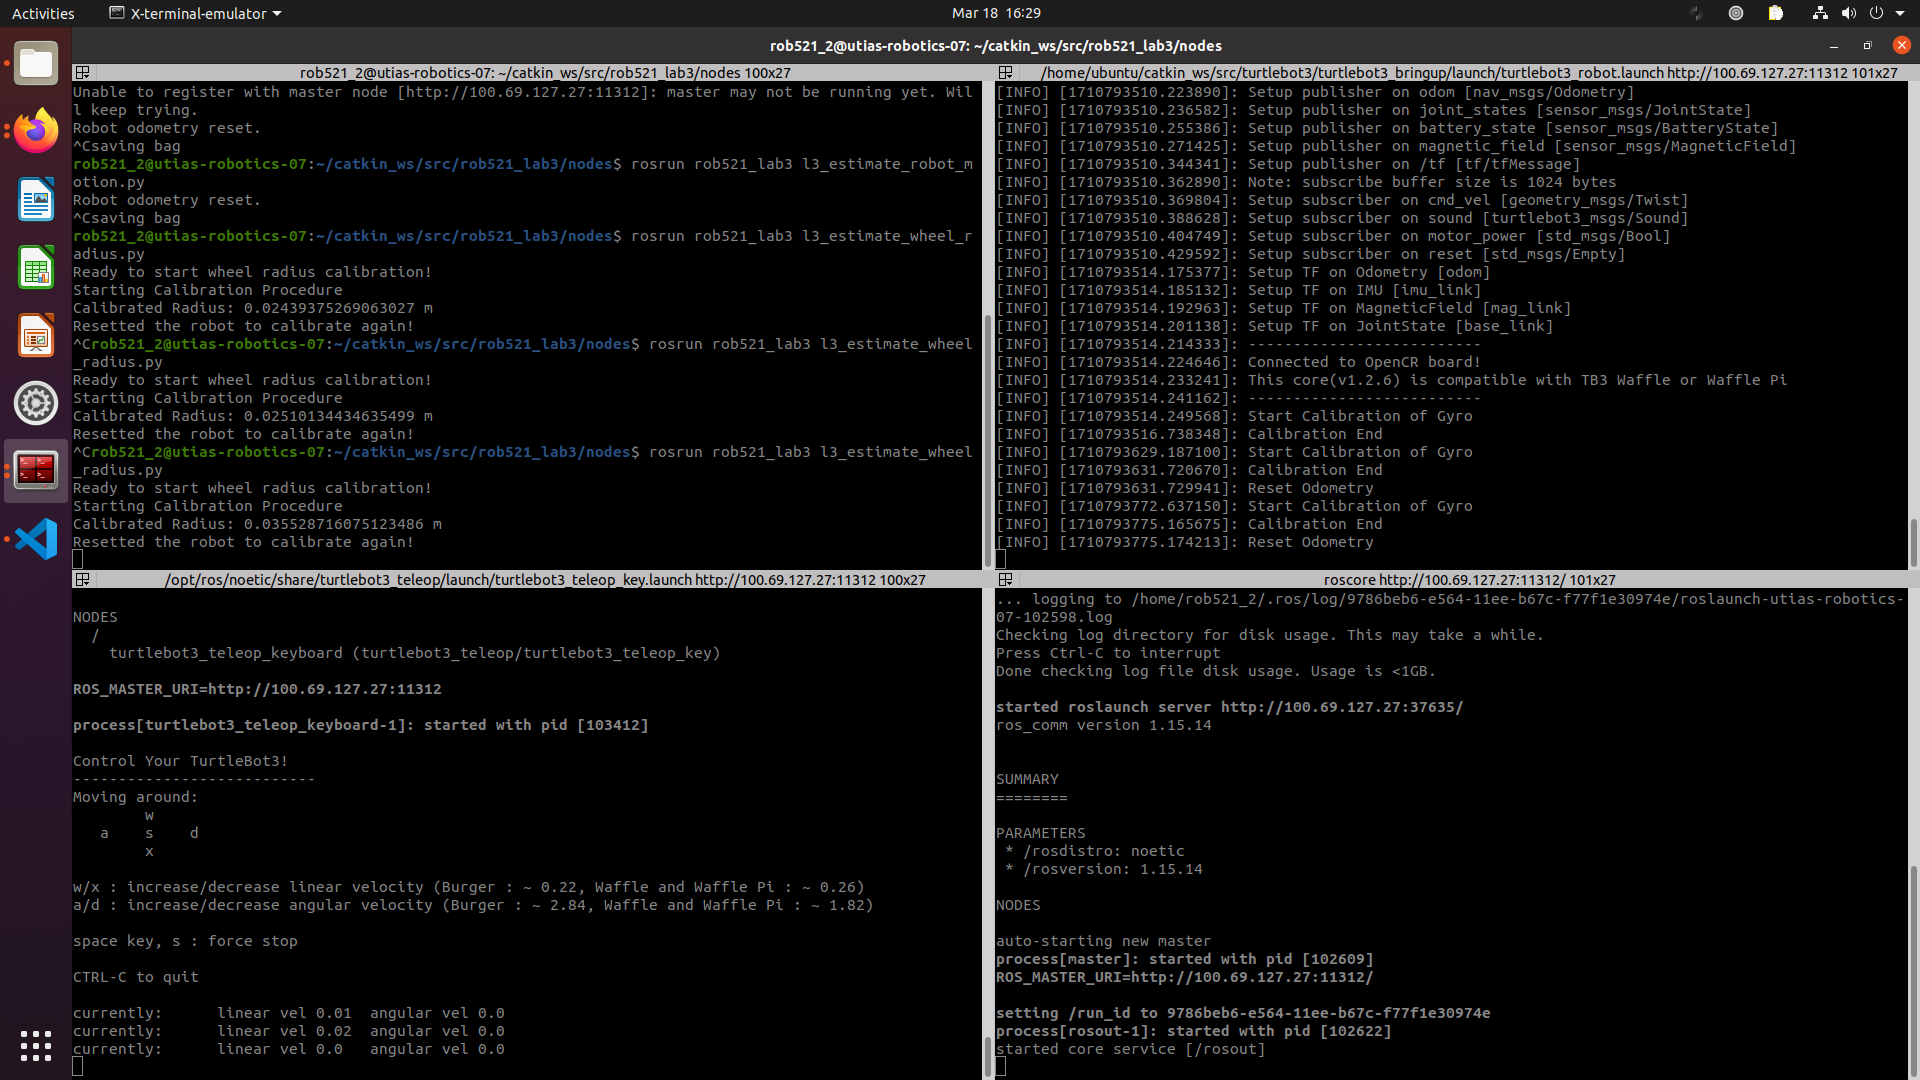 Activities
X-terminal-emulator
Mar 18 16:29
rob521_2@utias-robotics-07: ~/catkin_ws/src/rob521_lab3/nodes
rob521_2@utias-robotics-07: ~/catkin_ws/src/rob521_lab3/nodes 100x27
Unable to register with master node [http://100.69.127.27:11312]: master may not be running yet. Wil
l keep trying.
Robot odometry reset.
^Csaving bag
rob521_2@utias-robotics-07:~/catkin_ws/src/rob521_lab3/nodes$ rosrun rob521_lab3 l3_estimate_robot_m
otion.py
Robot odometry reset.
^Csaving bag
rob521_2@utias-robotics-07:~/catkin_ws/src/rob521_lab3/nodes$ rosrun rob521_lab3 l3_estimate_wheel_r
adius.py
Ready to start wheel radius calibration!
Starting Calibration Procedure
Calibrated Radius: 0.02439375269063027 m
Resetted the robot to calibrate again!
^Crob521_2@utias-robotics-07:~/catkin_ws/src/rob521_lab3/nodes$ rosrun rob521_lab3 l3_estimate_wheel
_radius.py
Ready to start wheel radius calibration!
Starting Calibration Procedure
Calibrated Radius: 0.02510134434635499 m
Resetted the robot to calibrate again!
^Crob521_2@utias-robotics-07:~/catkin_ws/src/rob521_lab3/nodes$ rosrun rob521_lab3 l3_estimate_wheel
_radius.py
Ready to start wheel radius calibration!
Starting Calibration Procedure
Calibrated Radius: 0.035528716075123486 m
Resetted the robot to calibrate again!
/home/ubuntu/catkin_ws/src/turtlebot3/turtlebot3_bringup/launch/turtlebot3_robot.launch http://100.69.127.27:11312 101x27
[INFO] [1710793510.223890]: Setup publisher on odom [nav_msgs/Odometry]
[INFO] [1710793510.236582]: Setup publisher on joint_states [sensor_msgs/JointState]
[INFO] [1710793510.255386]: Setup publisher on battery_state [sensor_msgs/BatteryState]
[INFO] [1710793510.271425]: Setup publisher on magnetic_field [sensor_msgs/MagneticField]
[INFO] [1710793510.344341]: Setup publisher on /tf [tf/tfMessage]
[INFO] [1710793510.362890]: Note: subscribe buffer size is 1024 bytes
[INFO] [1710793510.369804]: Setup subscriber on cmd_vel [geometry_msgs/Twist]
[INFO] [1710793510.388628]: Setup subscriber on sound [turtlebot3_msgs/Sound]
[INFO] [1710793510.404749]: Setup subscriber on motor_power [std_msgs/Bool]
[INFO] [1710793510.429592]: Setup subscriber on reset [std_msgs/Empty]
[INFO] [1710793514.175377]: Setup TF on Odometry [odom]
[INFO] [1710793514.185132]: Setup TF on IMU [imu_link]
[INFO] [1710793514.192963]: Setup TF on MagneticField [mag_link]
[INFO] [1710793514.201138]: Setup TF on JointState [base_link]
[INFO] [1710793514.214333]: --------------------------
[INFO] [1710793514.224646]: Connected to OpenCR board!
[INFO] [1710793514.233241]: This core(v1.2.6) is compatible with TB3 Waffle or Waffle Pi
[INFO] [1710793514.241162]: --------------------------
[INFO] [1710793514.249568]: Start Calibration of Gyro
[INFO] [1710793516.738348]: Calibration End
[INFO] [1710793629.187100]: Start Calibration of Gyro
[INFO] [1710793631.720670]: Calibration End
[INFO] [1710793631.729941]: Reset Odometry
[INFO] [1710793772.637150]: Start Calibration of Gyro
[INFO] [1710793775.165675]: Calibration End
[INFO] [1710793775.174213]: Reset Odometry
/opt/ros/noetic/share/turtlebot3_teleop/launch/turtlebot3_teleop_key.launch http://100.69.127.27:11312 100x27
NODES
/
turtlebot3_teleop_keyboard (turtlebot3_teleop/turtlebot3_teleop_key)
ROS_MASTER_URI=http://100.69.127.27:11312
process[turtlebot3_teleop_keyboard-1]: started with pid [103412]
Control Your TurtleBot3!
---------------------------
Moving around:
w
a s d
x
w/x : increase/decrease linear velocity (Burger : ~ 0.22, Waffle and Waffle Pi : ~ 0.26)
a/d : increase/decrease angular velocity (Burger : ~ 2.84, Waffle and Waffle Pi : ~ 1.82)
space key, s : force stop
CTRL-C to quit
currently: linear vel 0.01 angular vel 0.0
currently: linear vel 0.02 angular vel 0.0
currently: linear vel 0.0 angular vel 0.0
roscore http://100.69.127.27:11312/ 101x27
... logging to /home/rob521_2/.ros/log/9786beb6-e564-11ee-b67c-f77f1e30974e/roslaunch-utias-robotics-
07-102598.log
Checking log directory for disk usage. This may take a while.
Press Ctrl-C to interrupt
Done checking log file disk usage. Usage is <1GB.
started roslaunch server http://100.69.127.27:37635/
ros_comm version 1.15.14
SUMMARY
========
PARAMETERS
* /rosdistro: noetic
* /rosversion: 1.15.14
NODES
auto-starting new master
process[master]: started with pid [102609]
ROS_MASTER_URI=http://100.69.127.27:11312/
setting /run_id to 9786beb6-e564-11ee-b67c-f77f1e30974e
process[rosout-1]: started with pid [102622]
started core service [/rosout]